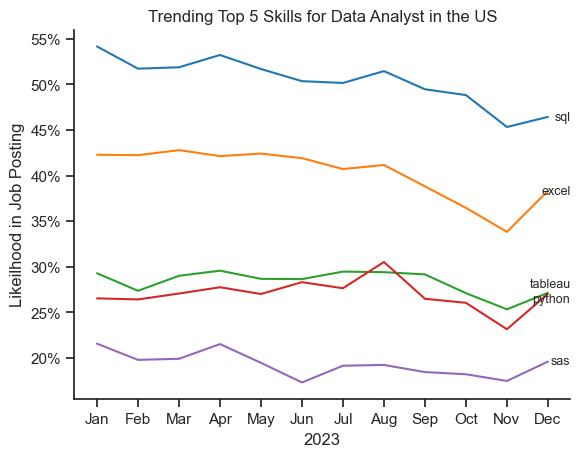 Trending Top 5 Skills for Data Analyst in the US
Likeilhood in Job Posting
55%
50%
45%
40%
35%
30%
25%
20%
sql
excel
tableau
python
sas
Jan Feb Mar Apr May Jun Jul Aug Sep Oct Nov Dec
2023